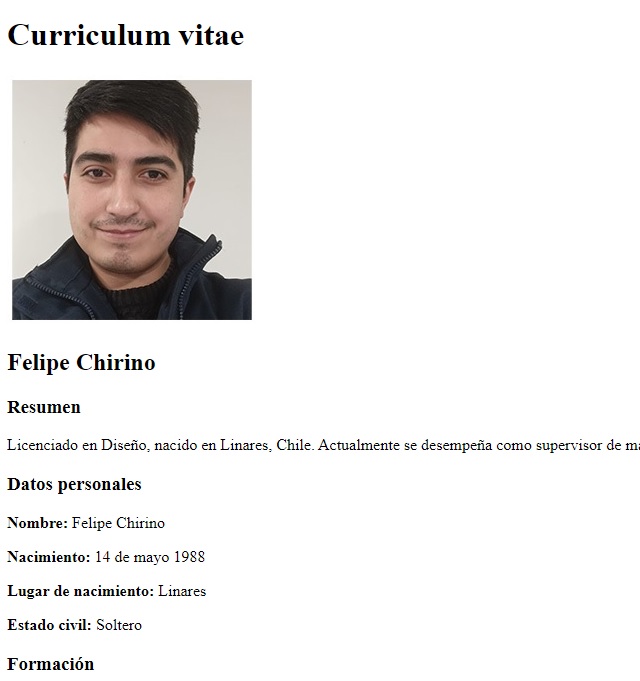 Curriculum vitae
Felipe Chirino
Resumen
Licenciado en Diseño, nacido en Linares, Chile. Actualmente se desempeña como supervisor de
Datos personales
Nombre: Felipe Chirino
Nacimiento: 14 de mayo 1988
Lugar de nacimiento: Linares
Estado civil: Soltero
Formación